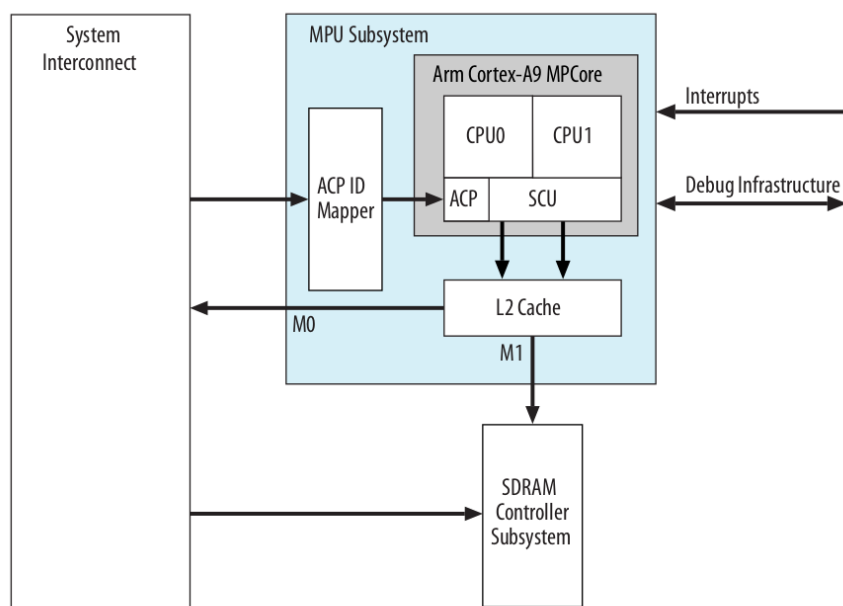 System
Interconnect
MPU Subsystem
Arm Cortex-A9 MPCore
CPU0
CPU1
Interrupts
ACP ID
Mapper
ACP
SCU
Debug Infrastructure
L2 Cache
M0
M1
SDRAM
Controller
Subsystem